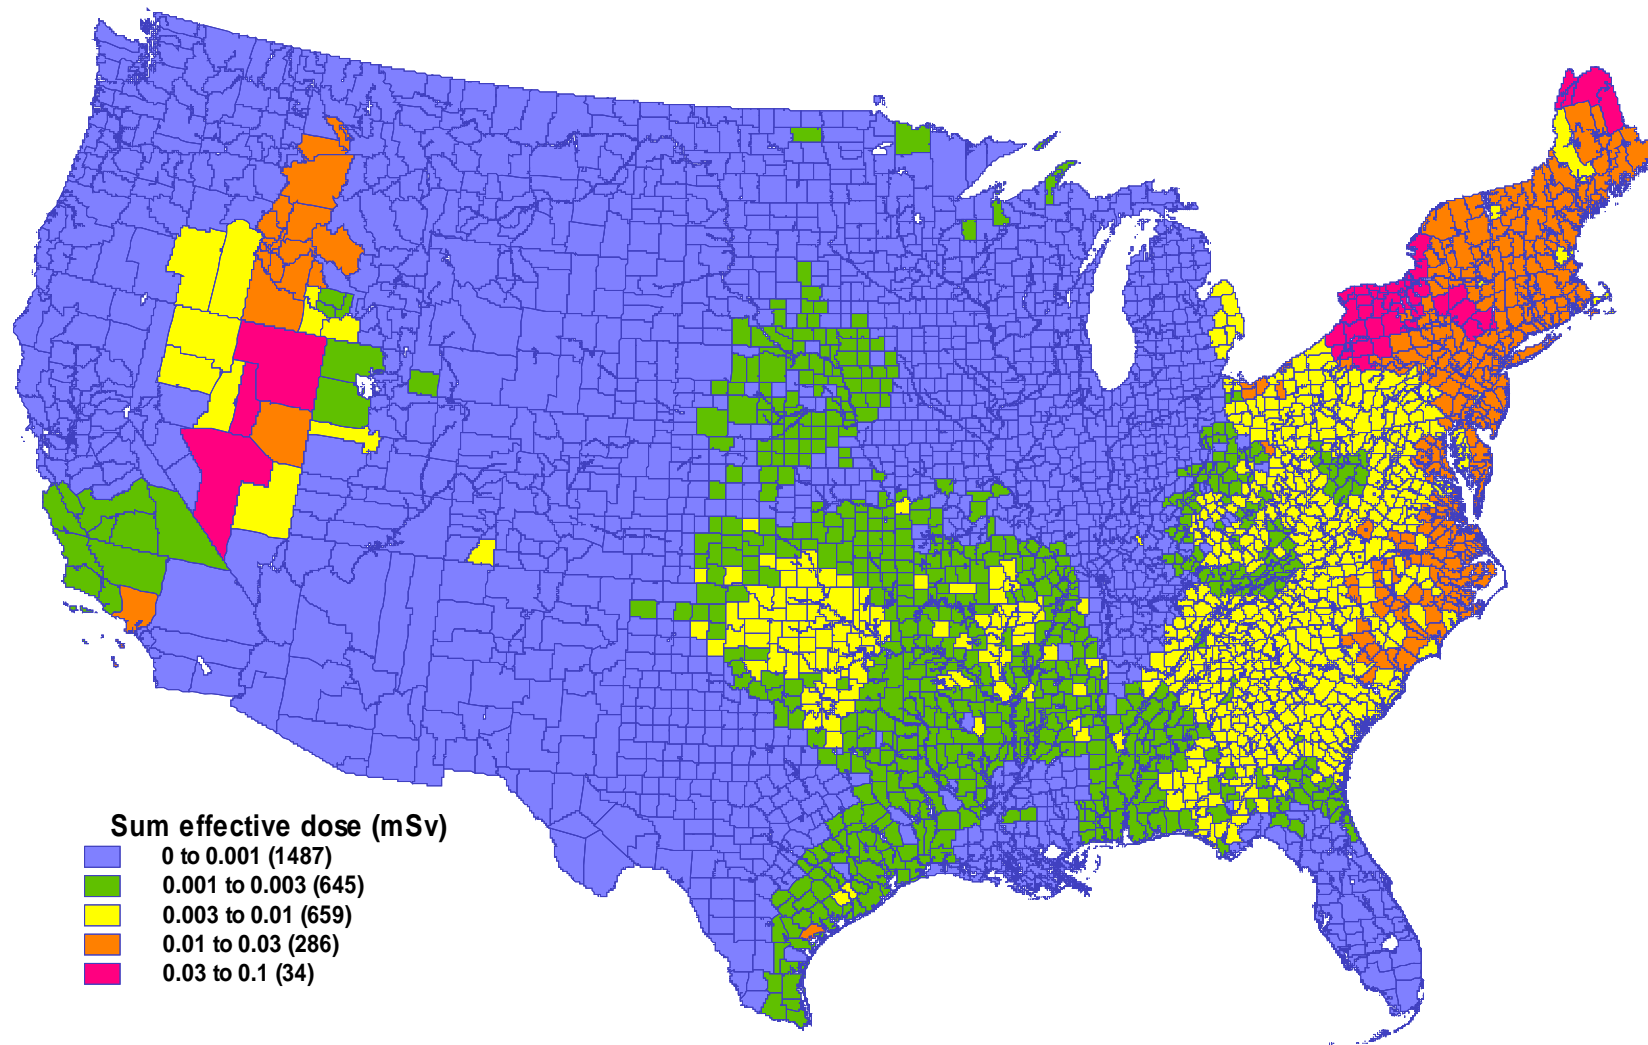 Sum effective dose (mSv)
0 to 0.001 (1487)
0.001 to 0.003 (645)
0.003 to 0.01 (659)
0.01 to 0.03 (286)
0.03 to 0.1 (34)